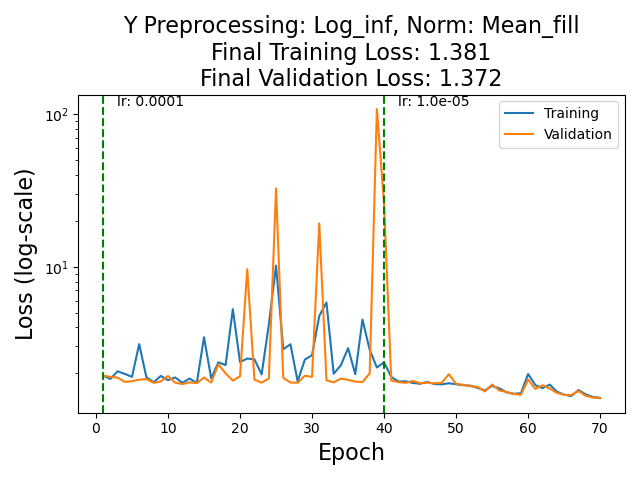 Y Preprocessing: Log_inf, Norm: Mean_fill
Final Training Loss: 1.381
Final Validation Loss: 1.372
lr: 0.0001
lr: 1.0e-05
Training
Validation
10²
10¹
Loss (log-scale)
0 10 20 30 40 50 60 70
Epoch